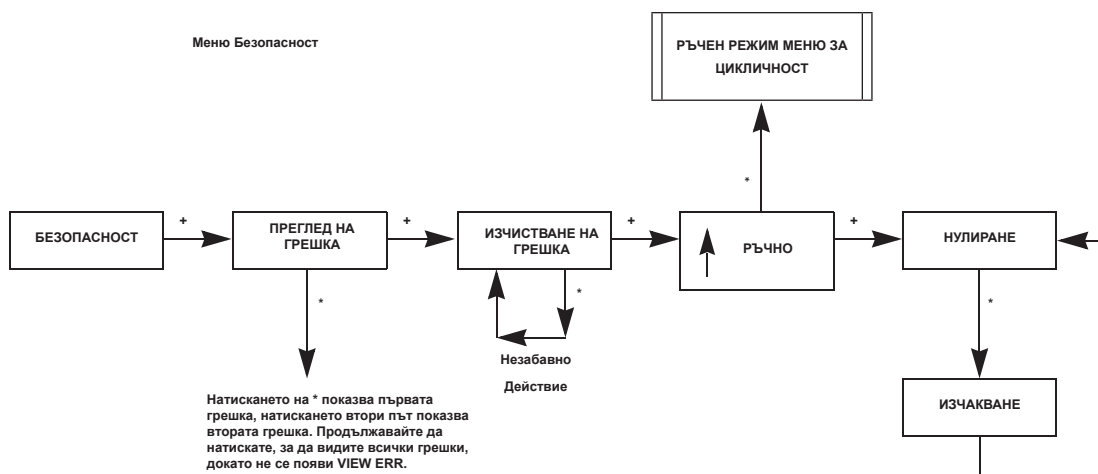 Меню Безопасност
РЪЧЕН РЕЖИМ МЕНЮ ЗА
ЦИКЛИЧНОСТ
*
БЕЗОПАСНОСТ
+
ПРЕГЛЕД НА
ГРЕШКА
+
ИЗЧИСТВАНЕ НА
ГРЕШКА
+
РЪЧНО
+
НУЛИРАНЕ
*
*
*
Незабавно
Действие
Натискането на * показва първата
грешка, натискането втори път показва
втората грешка. Продължавайте да
натискате, за да видите всички грешки,
докато не се появи VIEW ERR.
ИЗЧАКВАНЕ